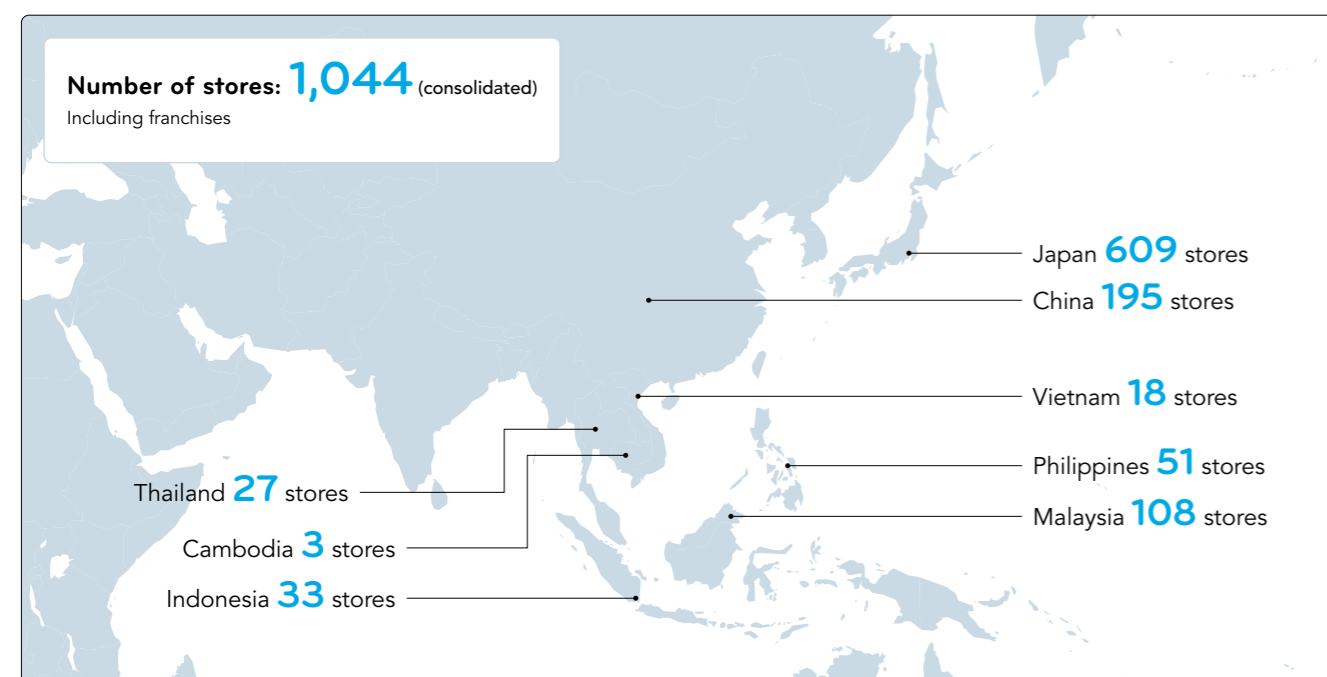 Number of stores: 1,044 (consolidated)
Including franchises
Japan 609 stores
China 195 stores
Vietnam 18 stores
Philippines 51 stores
Malaysia 108 stores
Thailand 27 stores
Cambodia 3 stores
Indonesia 33 stores